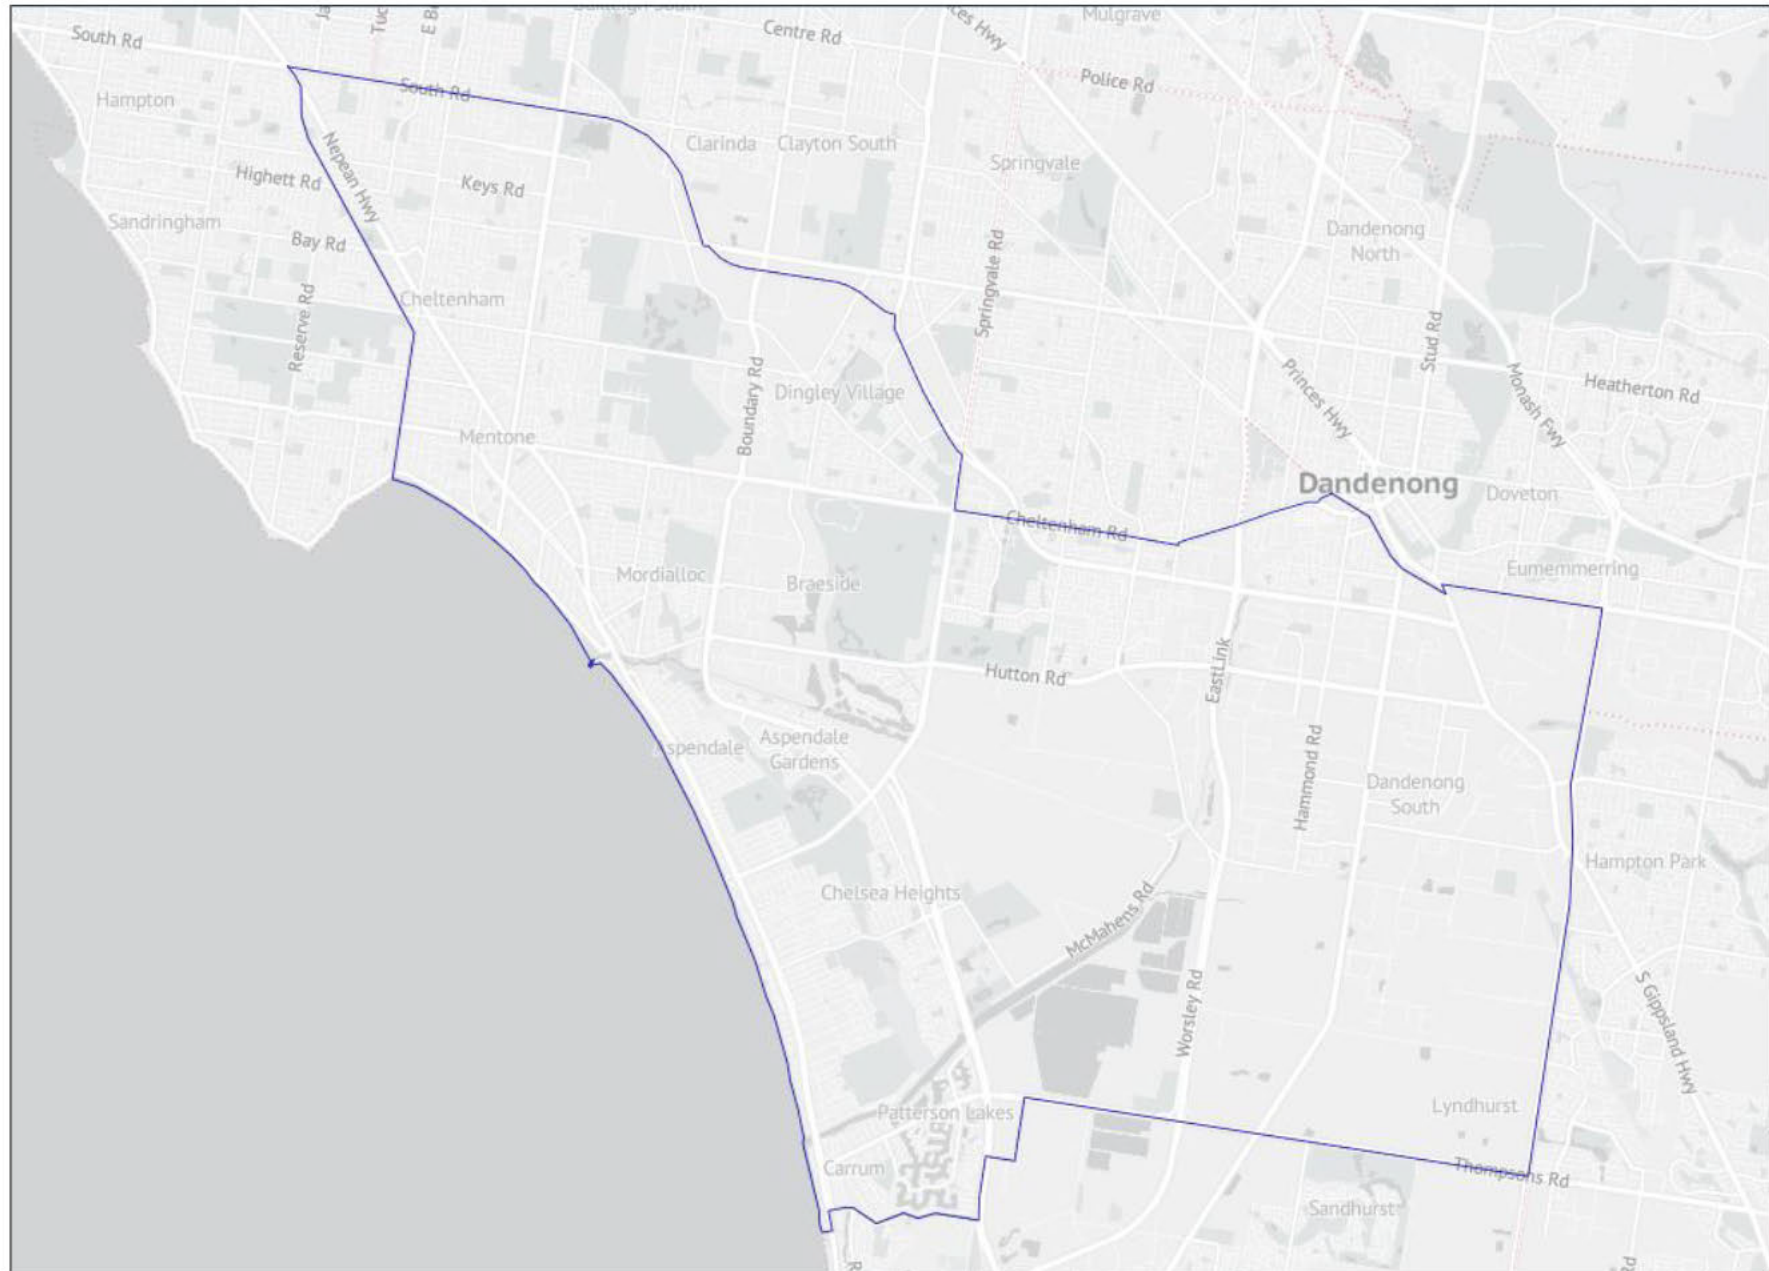 Mulgrave
South Rd
Centre Rd
Police Rd
South Rd
Hampton
Clarinda
Clayton South
Springvale
Nepean Hwy
Highett Rd
Keys Rd
Sandringham
Bay Rd
Dandenong
North
Springvale Rd
Cheltenham
Reserve Rd
Stud Rd
Boundary Rd
Dingley Village
Princes Hwy
Monash Fwy
Heatherton Rd
Mentone
Dandenong
Doveton
Cheltenham Rd
Mordialloc
Braeside
Eumemmerring
Hutton Rd
EastLink
Aspendale
Aspendale
Gardens
Hammond Rd
Dandenong
South
Hampton Park
Chelsea Heights
McMahens Rd
Worsley Rd
S Gippsland Hwy
Patterson Lakes
Lyndhurst
Carrum
Thompsons Rd
Sandhurst
Rd